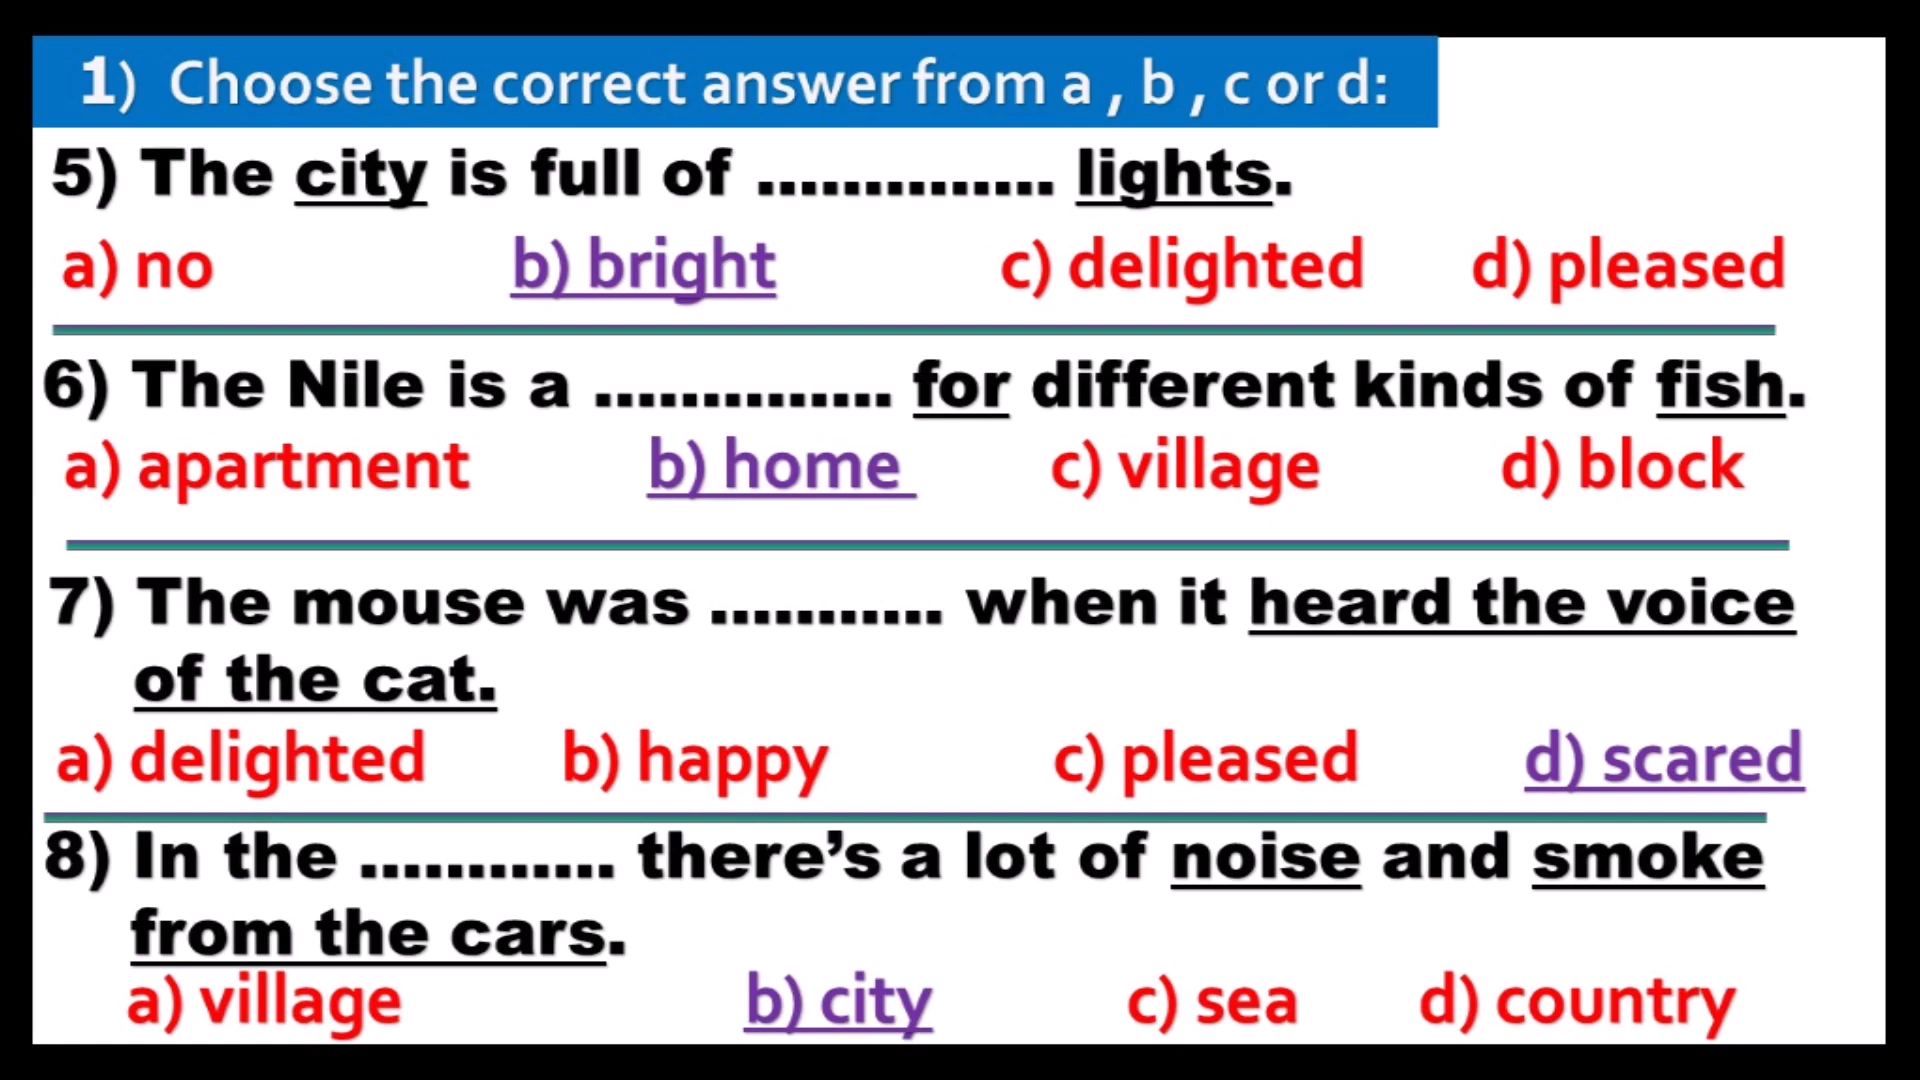 1) Choose the correct answer from a , b , c or d:
5) The city is full of .............. lights.
a) no b) bright c) delighted d) pleased
6) The Nile is a .............. for different kinds of fish.
a) apartment b) home c) village d) block
7) The mouse was ........... when it heard the voice
of the cat.
a) delighted b) happy c) pleased d) scared
8) In the ............ there’s a lot of noise and smoke
from the cars.
a) village b) city c) sea d) country